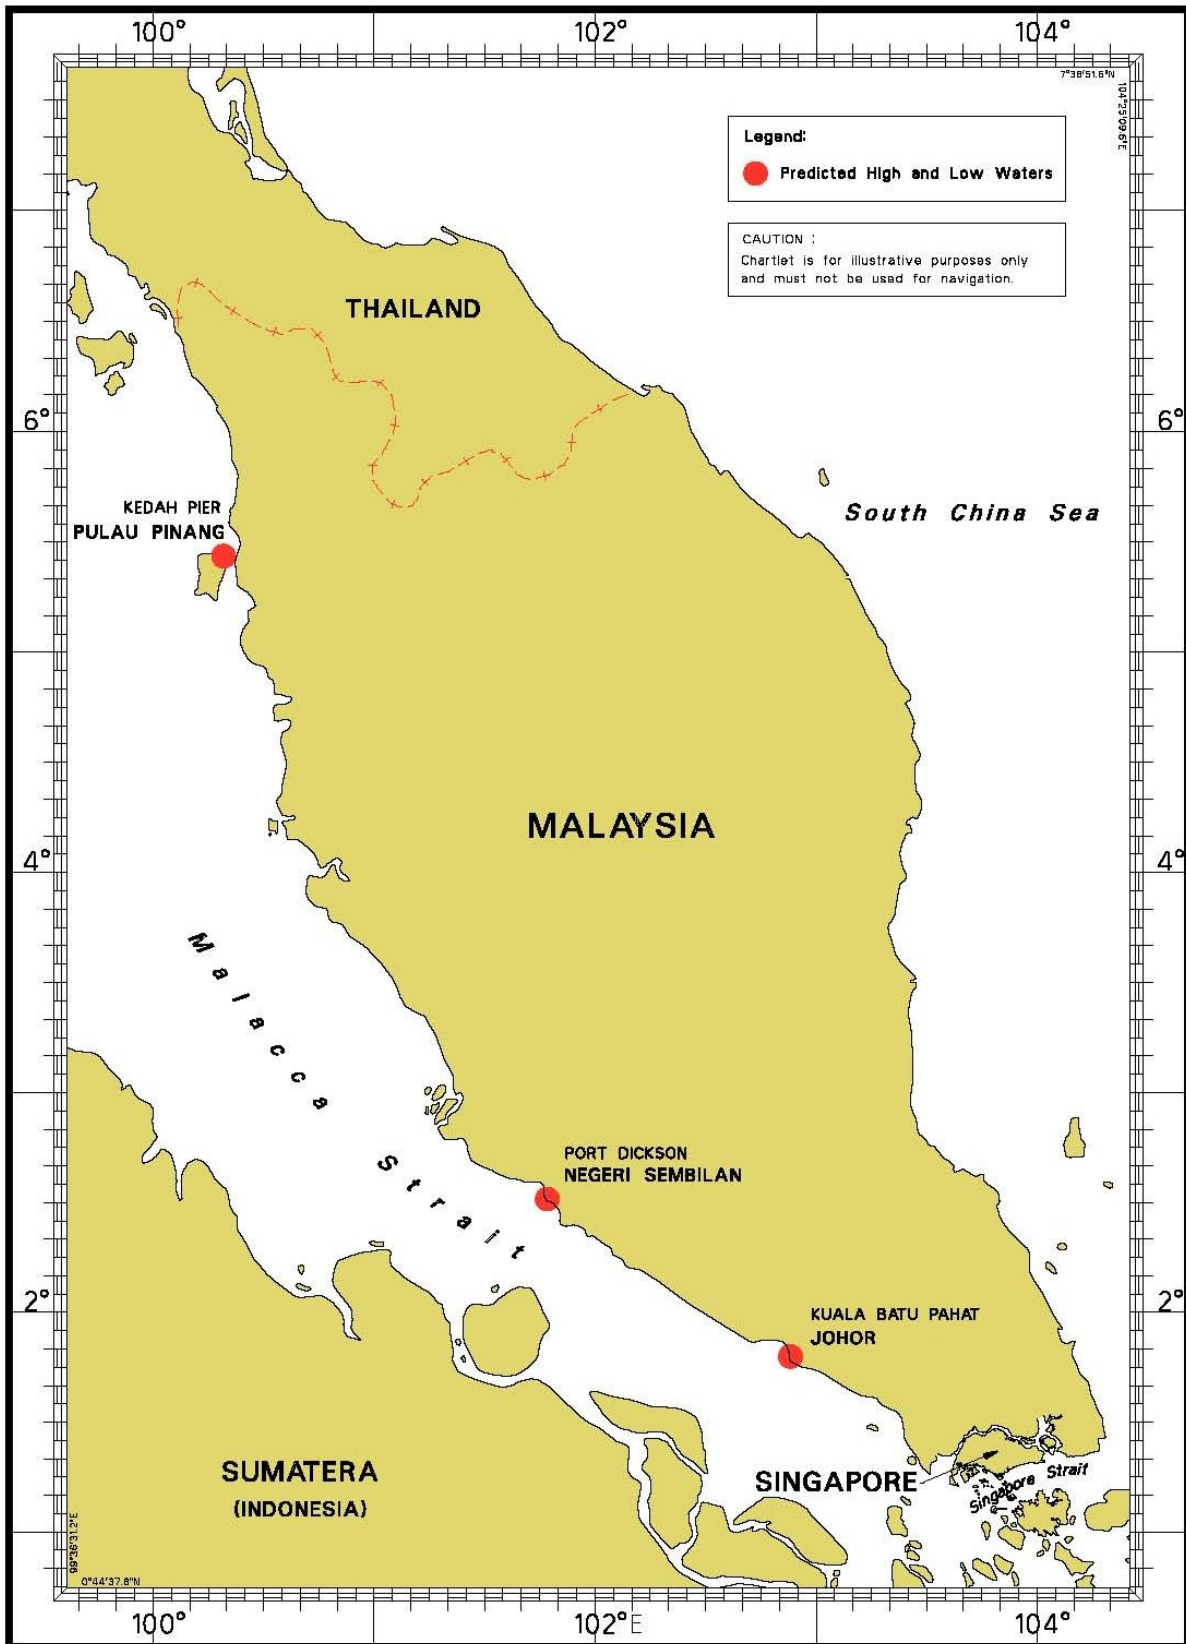 100°
102°
104°
7°38'51.6"N
104°25'09.6"E
Legend:
Predicted High and Low Waters
CAUTION :
Chartlet is for illustrative purposes only
and must not be used for navigation.
THAILAND
6°
6°
South China Sea
KEDAH PIER
PULAU PINANG
MALAYSIA
4°
4°
Malacca Strait
PORT DICKSON
NEGERI SEMBILAN
2°
2°
KUALA BATU PAHAT
JOHOR
SUMATERA
(INDONESIA)
SINGAPORE
Singapore Strait
99°36'31.2"E
0°44'37.8"N
100°
102°E
104°